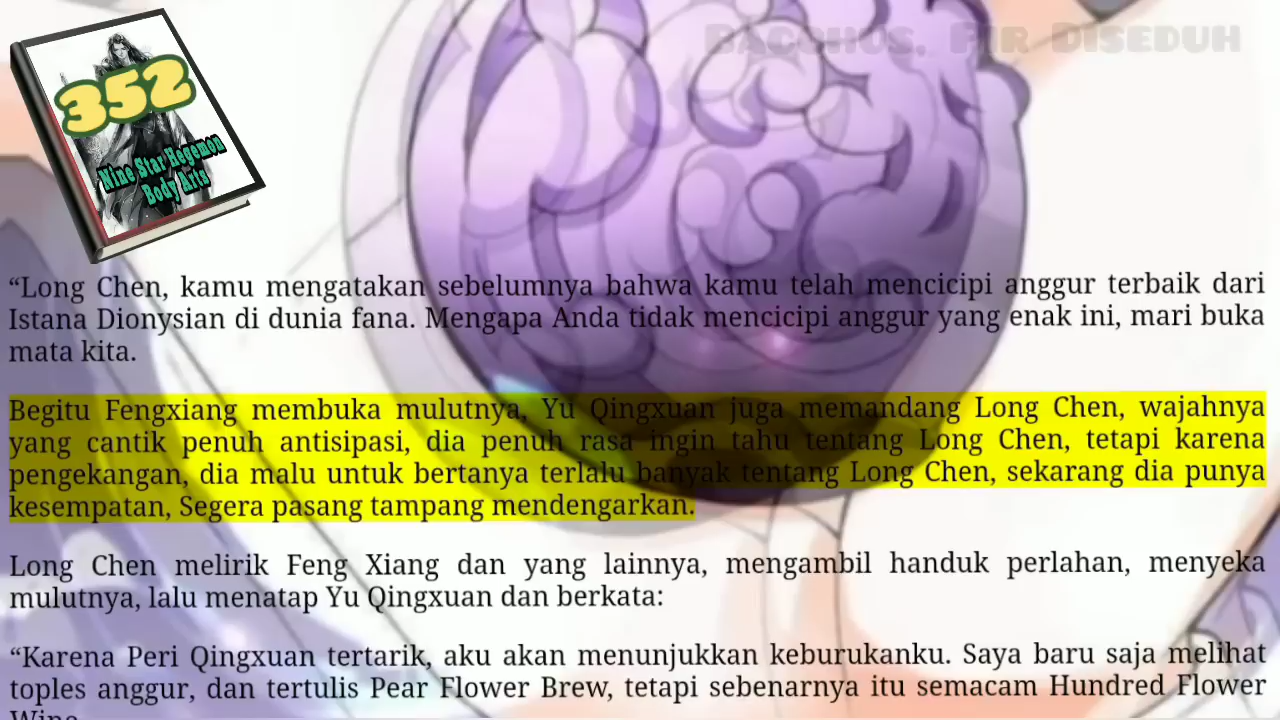 BACCHUS, FIR DISEDUH
352
Nine Star Hegemon
Body Arts
“Long Chen, kamu mengatakan sebelumnya bahwa kamu telah mencicipi anggur terbaik dari
Istana Dionysian di dunia fana. Mengapa Anda tidak mencicipi anggur yang enak ini, mari buka
mata kita.
Begitu Fengxiang membuka mulutnya, Yu Qingxuan juga memandang Long Chen, wajahnya
yang cantik penuh antisipasi, dia penuh rasa ingin tahu tentang Long Chen, tetapi karena
pengekangan, dia malu untuk bertanya terlalu banyak tentang Long Chen, sekarang dia punya
kesempatan, Segera pasang tampang mendengarkan.
Long Chen melirik Feng Xiang dan yang lainnya, mengambil handuk perlahan, menyeka
mulutnya, lalu menatap Yu Qingxuan dan berkata:
“Karena Peri Qingxuan tertarik, aku akan menunjukkan keburukanku. Saya baru saja melihat
toples anggur, dan tertulis Pear Flower Brew, tetapi sebenarnya itu semacam Hundred Flower
Wine